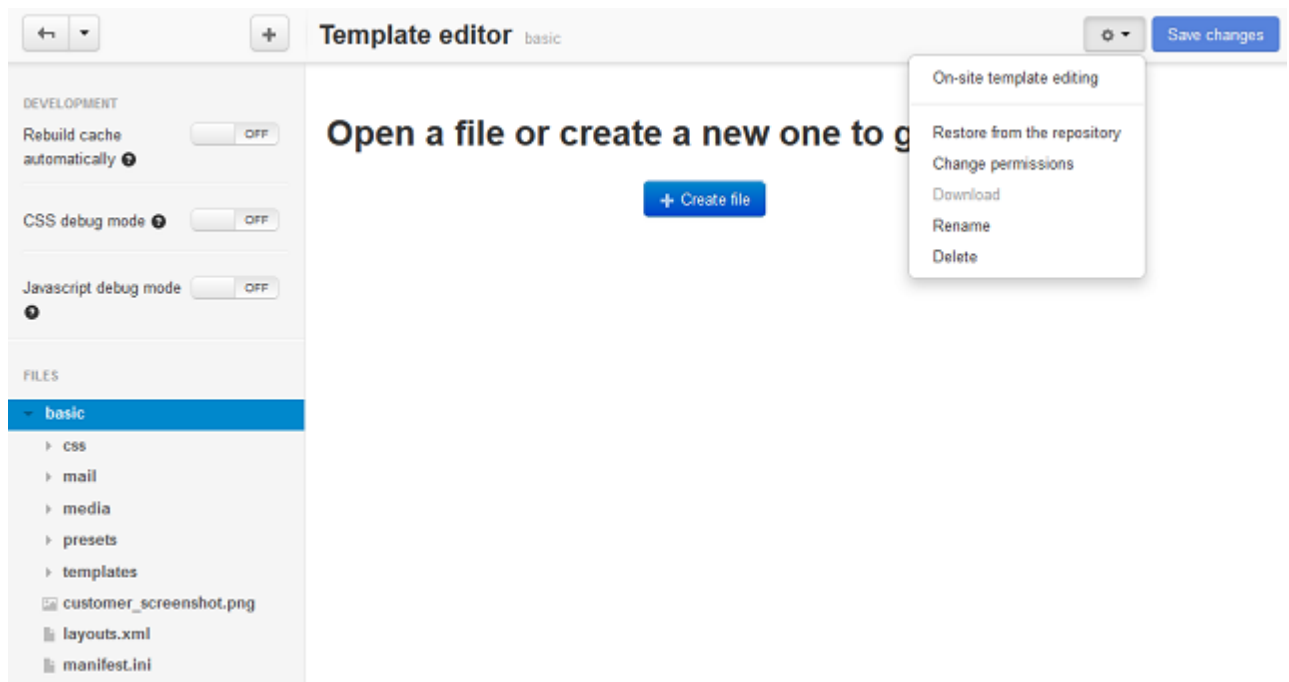 Template editor basic
Save changes
On-site template editing
Restore from the repository
Change permissions
Download
Rename
Delete
DEVELOPMENT
Rebuild cache
automatically
OFF
CSS debug mode
OFF
Javascript debug mode
OFF
Open a file or create a new one to g
Create file
FILES
basic
css
mail
media
presets
templates
customer_screenshot.png
layouts.xml
manifest.ini